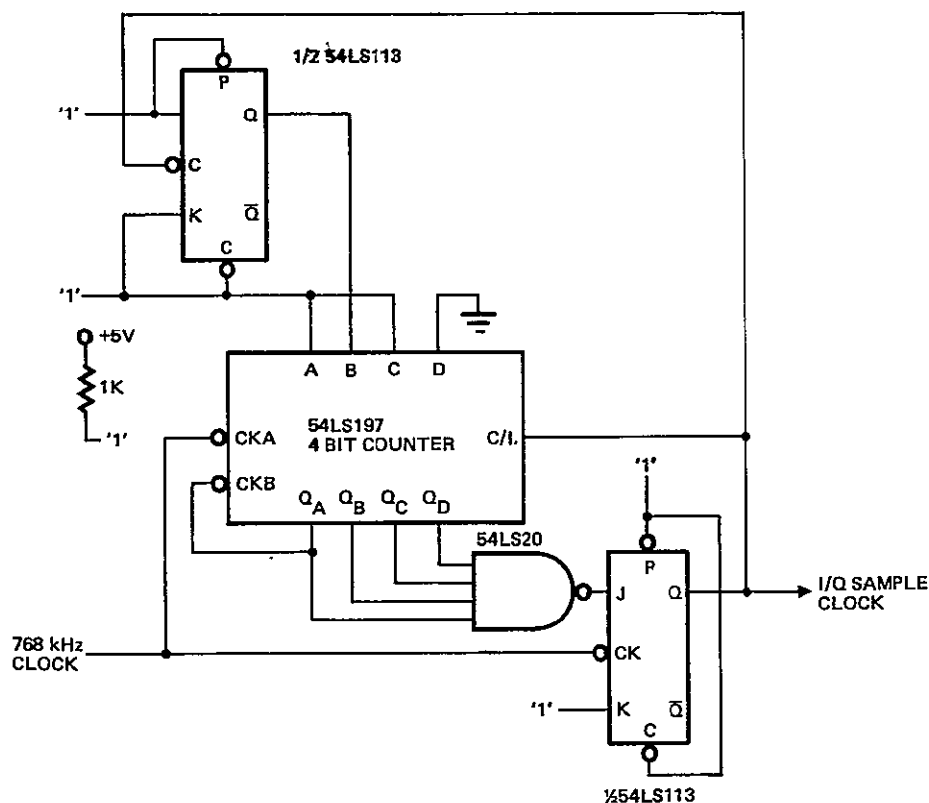 1/2 54LS113
P
'1'
Q
C
K
Q̅
C
'1'
+5V
1K
'1'
A B C D
54LS197
4 BIT COUNTER
CKA
C/L
CKB
QA QB QC QD
54LS20
'1'
P
J
Q
I/Q SAMPLE
CLOCK
768 kHz
CLOCK
CK
'1'
K
Q̅
C
½54LS113